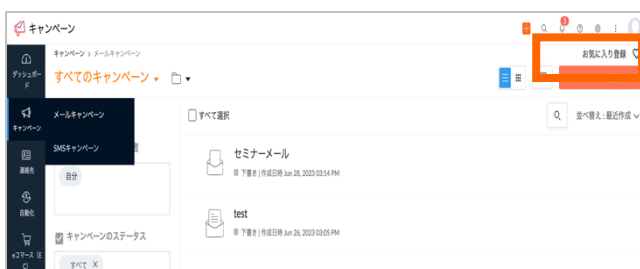 キャンペーン
9
キャンペーン > メールキャンペーン
お気に入り登録
ダッシュボード
すべてのキャンペーン
キャンペーン
メールキャンペーン
SMSキャンペーン
すべて選択
並べ替え : 最近作成
連絡先
自分
セミナーメール
下書き | 作成日時 Jun 28, 2023 03:14 PM
自動化
test
下書き | 作成日時 Jun 26, 2023 03:05 PM
キャンペーンのステータス
eコマース (E
すべて X